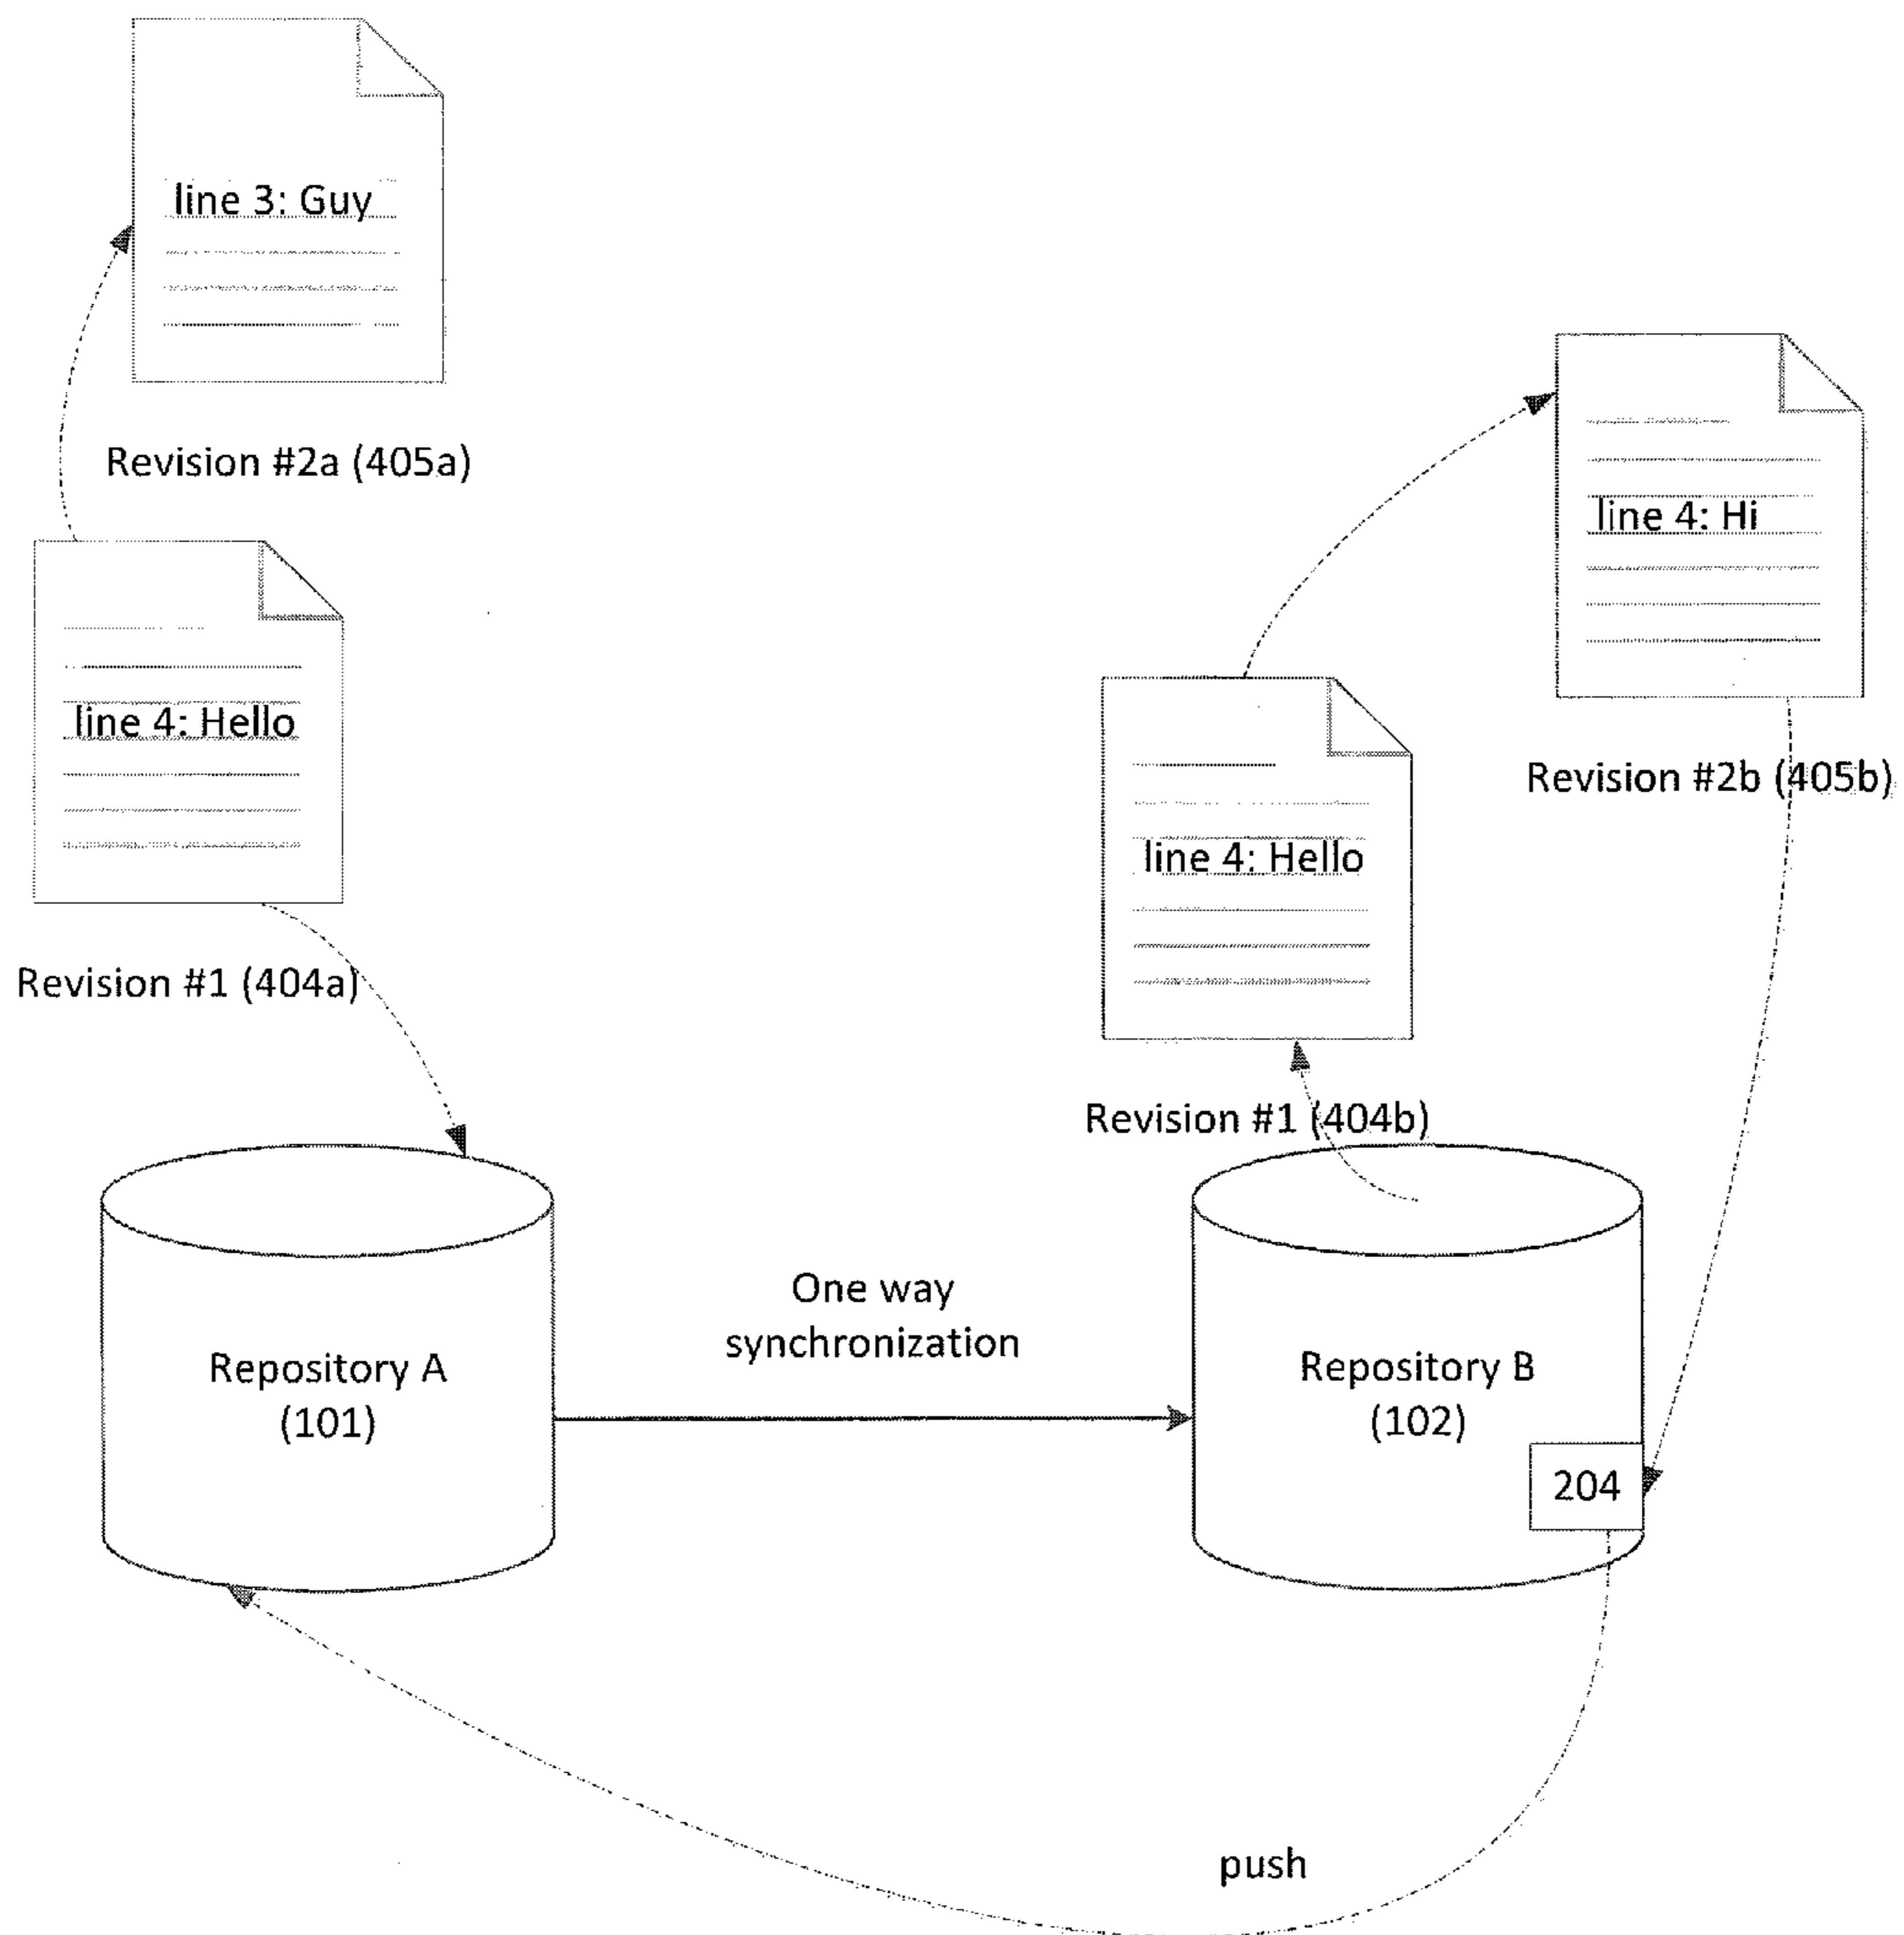 line 3: Guy
Revision #2a (405a)
line 4: Hello
Revision #1 (404a)
line 4: Hi
Revision #2b (405b)
line 4: Hello
Revision #1 (404b)
One way
synchronization
Repository A
(101)
Repository B
(102)
204
push